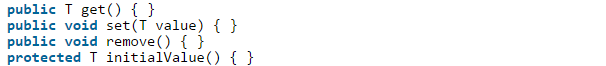 public T get() { }
public void set(T value) { }
public void remove() { }
protected T initialValue() { }